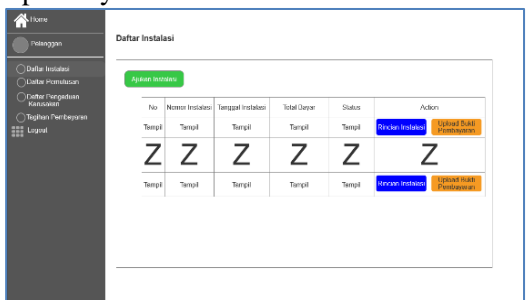 Home
Pelanggan
Daftar Instalasi
Daftar Instalasi
Daftar Pemutusan
Daftar Pengaduan
Kerusakan
Tagihan Pembayaran
Logout
Ajukan Instalasi
No Nomor Instalasi Tanggal Instalasi Total Bayar Status Action
Tampil Tampil Tampil Tampil Tampil Rincian Instalasi Upload Bukti
Pembayaran
Z Z Z Z Z Z
Tampil Tampil Tampil Tampil Tampil Rincian Instalasi Upload Bukti
Pembayaran